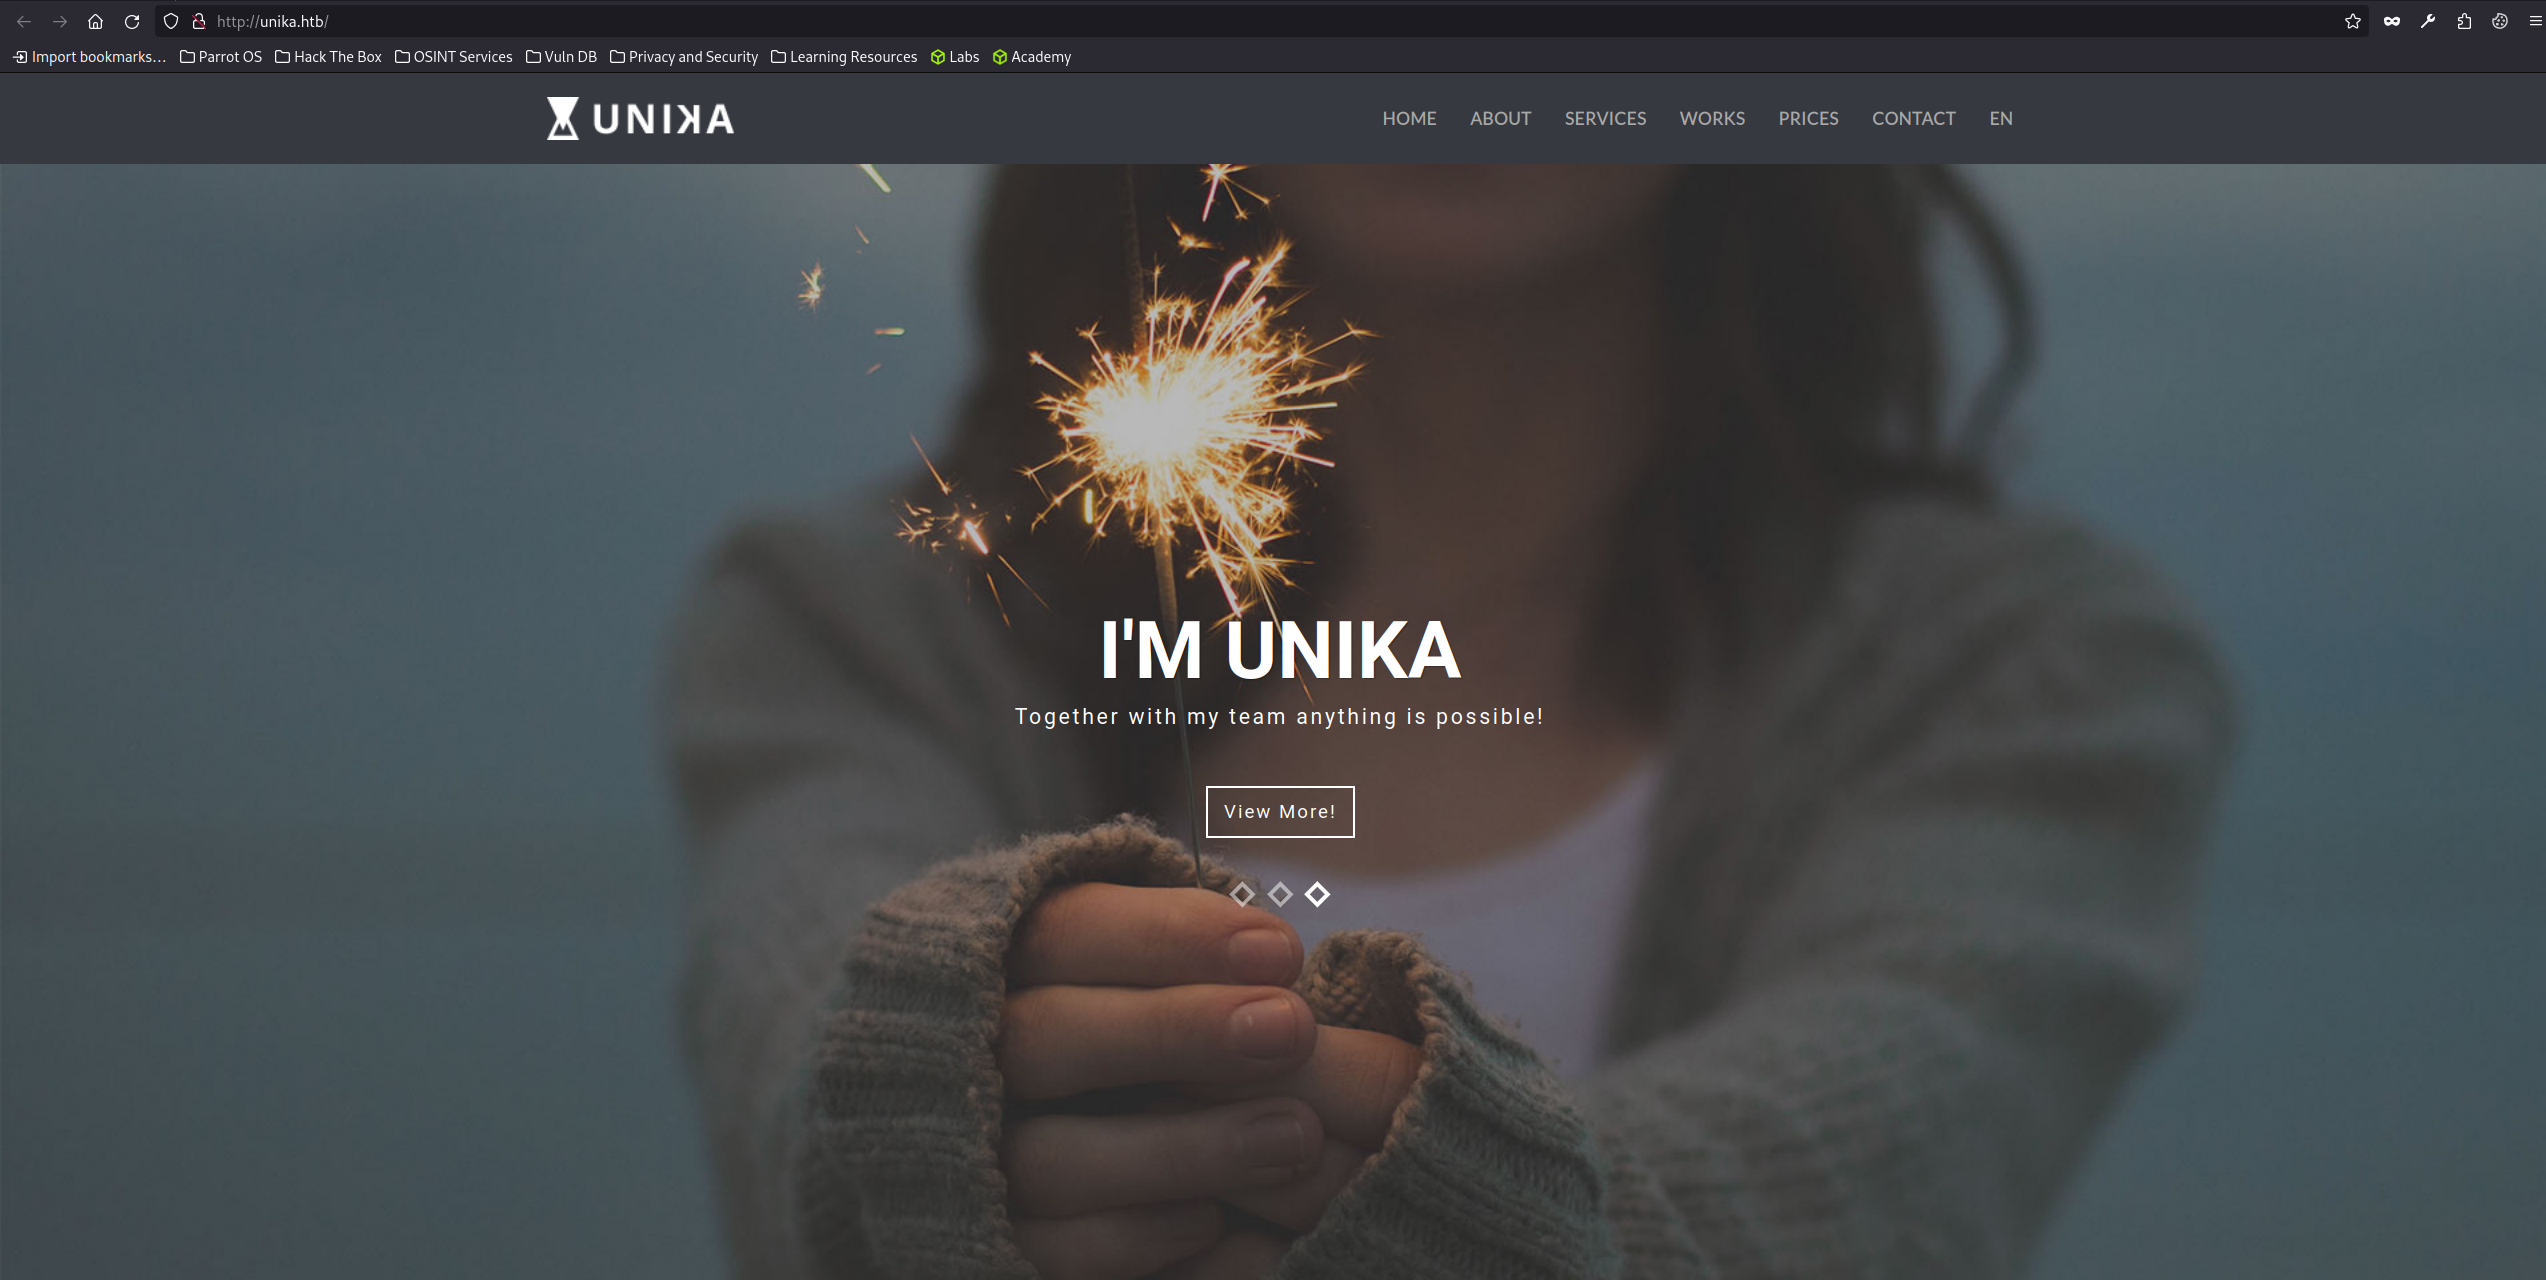 http://unika.htb/
Import bookmarks... Parrot OS Hack The Box OSINT Services Vuln DB Privacy and Security Learning Resources Labs Academy
UNIKA HOME ABOUT SERVICES WORKS PRICES CONTACT EN
I'M UNIKA
Together with my team anything is possible!
View More!